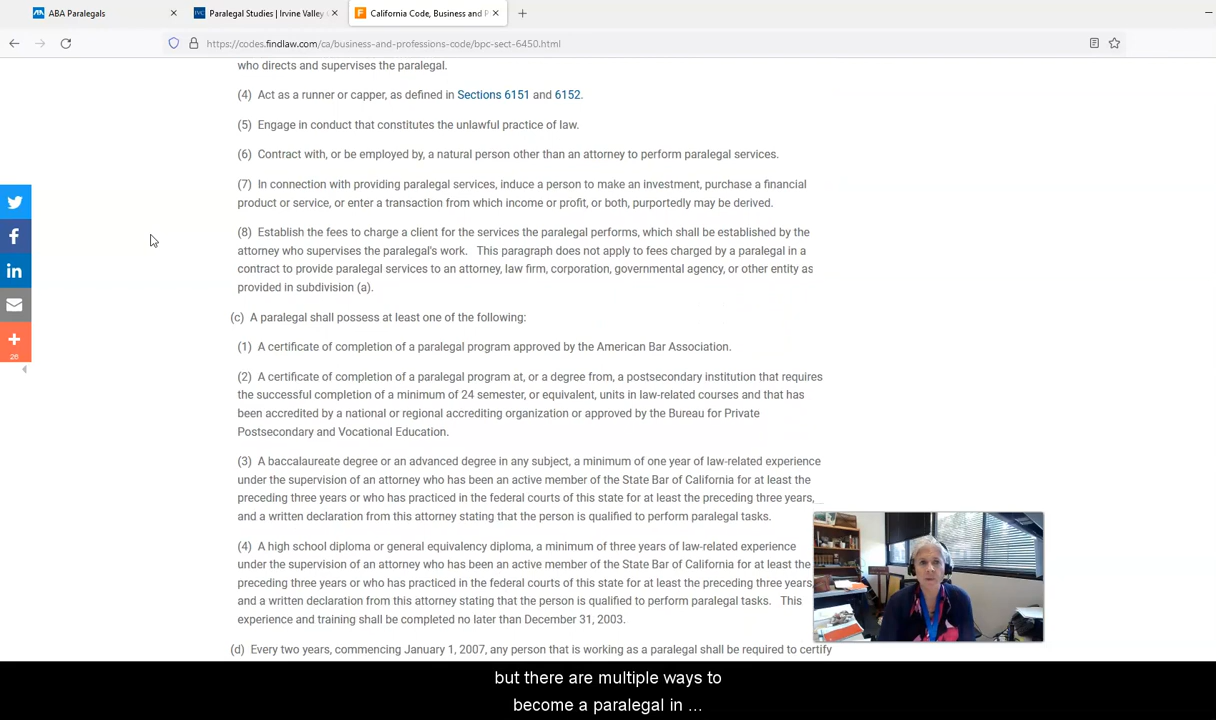 ABA Paralegals
Paralegal Studies | Irvine Valley
California Code, Business and P
https://codes.findlaw.com/ca/business-and-professions-code/bpc-sect-6450.html
who directs and supervises the paralegal.
(4) Act as a runner or capper, as defined in Sections 6151 and 6152.
(5) Engage in conduct that constitutes the unlawful practice of law.
(6) Contract with, or be employed by, a natural person other than an attorney to perform paralegal services.
(7) In connection with providing paralegal services, induce a person to make an investment, purchase a financial
product or service, or enter a transaction from which income or profit, or both, purportedly may be derived.
(8) Establish the fees to charge a client for the services the paralegal performs, which shall be established by the
attorney who supervises the paralegal's work. This paragraph does not apply to fees charged by a paralegal in a
contract to provide paralegal services to an attorney, law firm, corporation, governmental agency, or other entity as
provided in subdivision (a).
(c) A paralegal shall possess at least one of the following:
(1) A certificate of completion of a paralegal program approved by the American Bar Association.
26
(2) A certificate of completion of a paralegal program at, or a degree from, a postsecondary institution that requires
the successful completion of a minimum of 24 semester, or equivalent, units in law-related courses and that has
been accredited by a national or regional accrediting organization or approved by the Bureau for Private
Postsecondary and Vocational Education.
(3) A baccalaureate degree or an advanced degree in any subject, a minimum of one year of law-related experience
under the supervision of an attorney who has been an active member of the State Bar of California for at least the
preceding three years or who has practiced in the federal courts of this state for at least the preceding three years,
and a written declaration from this attorney stating that the person is qualified to perform paralegal tasks.
(4) A high school diploma or general equivalency diploma, a minimum of three years of law-related experience
under the supervision of an attorney who has been an active member of the State Bar of California for at least the
preceding three years or who has practiced in the federal courts of this state for at least the preceding three years
and a written declaration from this attorney stating that the person is qualified to perform paralegal tasks. This
experience and training shall be completed no later than December 31, 2003.
(d) Every two years, commencing January 1, 2007, any person that is working as a paralegal shall be required to certify
but there are multiple ways to
become a paralegal in ...